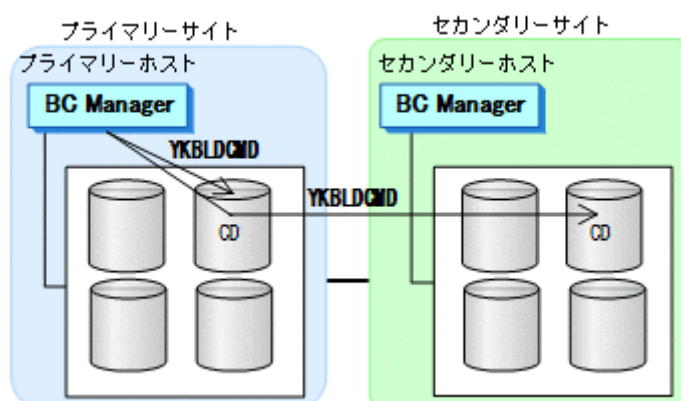 プライマリーサイト
セカンダリーサイト
プライマリーホスト
セカンダリーホスト
BC Manager
BC Manager
YKBLDCMD
YKBLDCMD
CD
CD